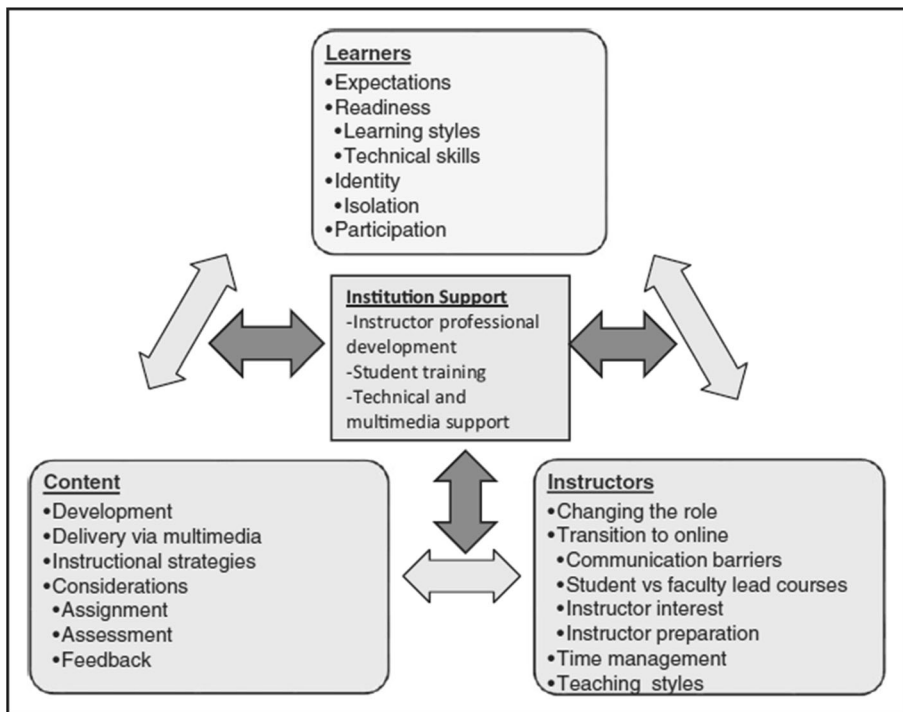 Learners
•Expectations
•Readiness
•Learning styles
•Technical skills
•Identity
•Isolation
•Participation
Institution Support
-Instructor professional
development
-Student training
-Technical and
multimedia support
Content
•Development
•Delivery via multimedia
•Instructional strategies
•Considerations
•Assignment
•Assessment
•Feedback
Instructors
•Changing the role
•Transition to online
•Communication barriers
•Student vs faculty lead courses
•Instructor interest
•Instructor preparation
•Time management
•Teaching styles